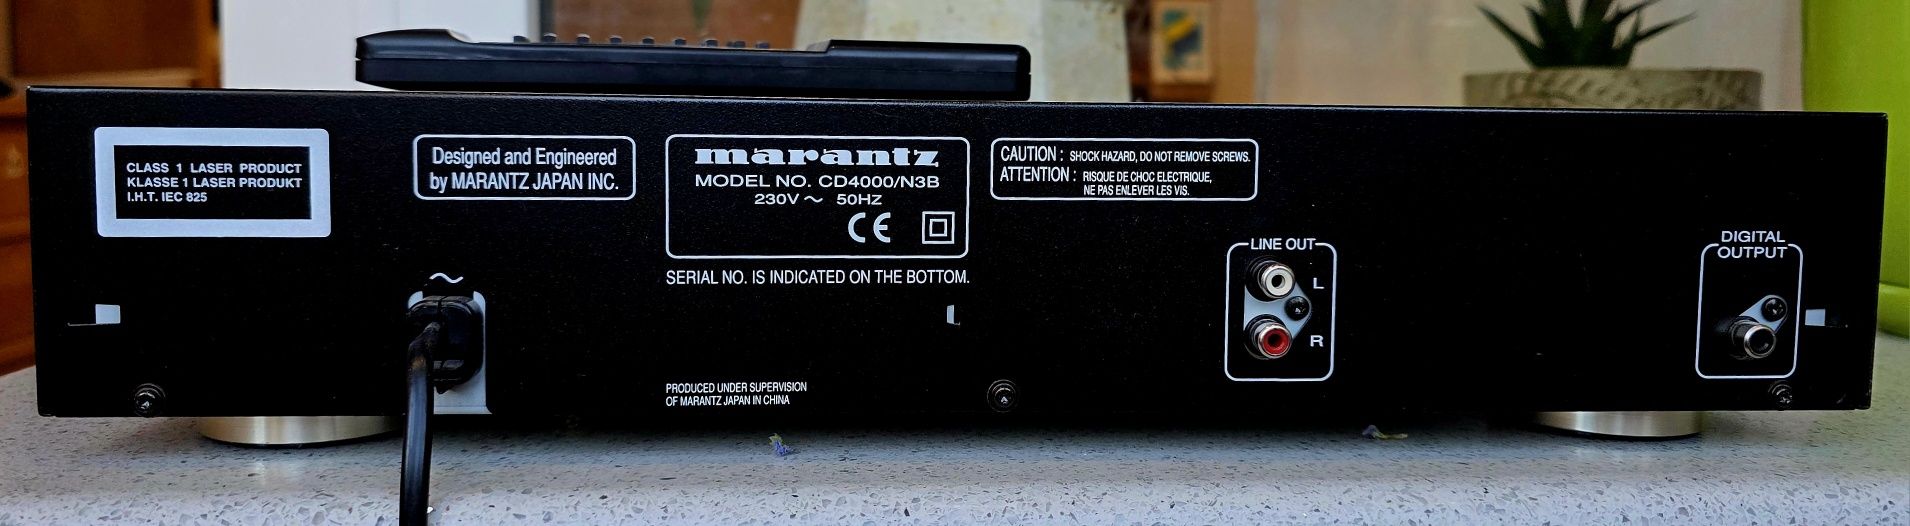 CLASS 1 LASER PRODUCT
KLASSE 1 LASER PRODUKT
I.H.T. IEC 825
Designed and Engineered
by MARANTZ JAPAN INC.
marantz
MODEL NO. CD4000/N3B
230V ~ 50HZ
CE
SERIAL NO. IS INDICATED ON THE BOTTOM.
CAUTION : SHOCK HAZARD, DO NOT REMOVE SCREWS.
ATTENTION : RISQUE DE CHOC ELECTRIQUE,
NE PAS ENLEVER LES VIS.
~
LINE OUT
L
R
DIGITAL
OUTPUT
PRODUCED UNDER SUPERVISION
OF MARANTZ JAPAN IN CHINA